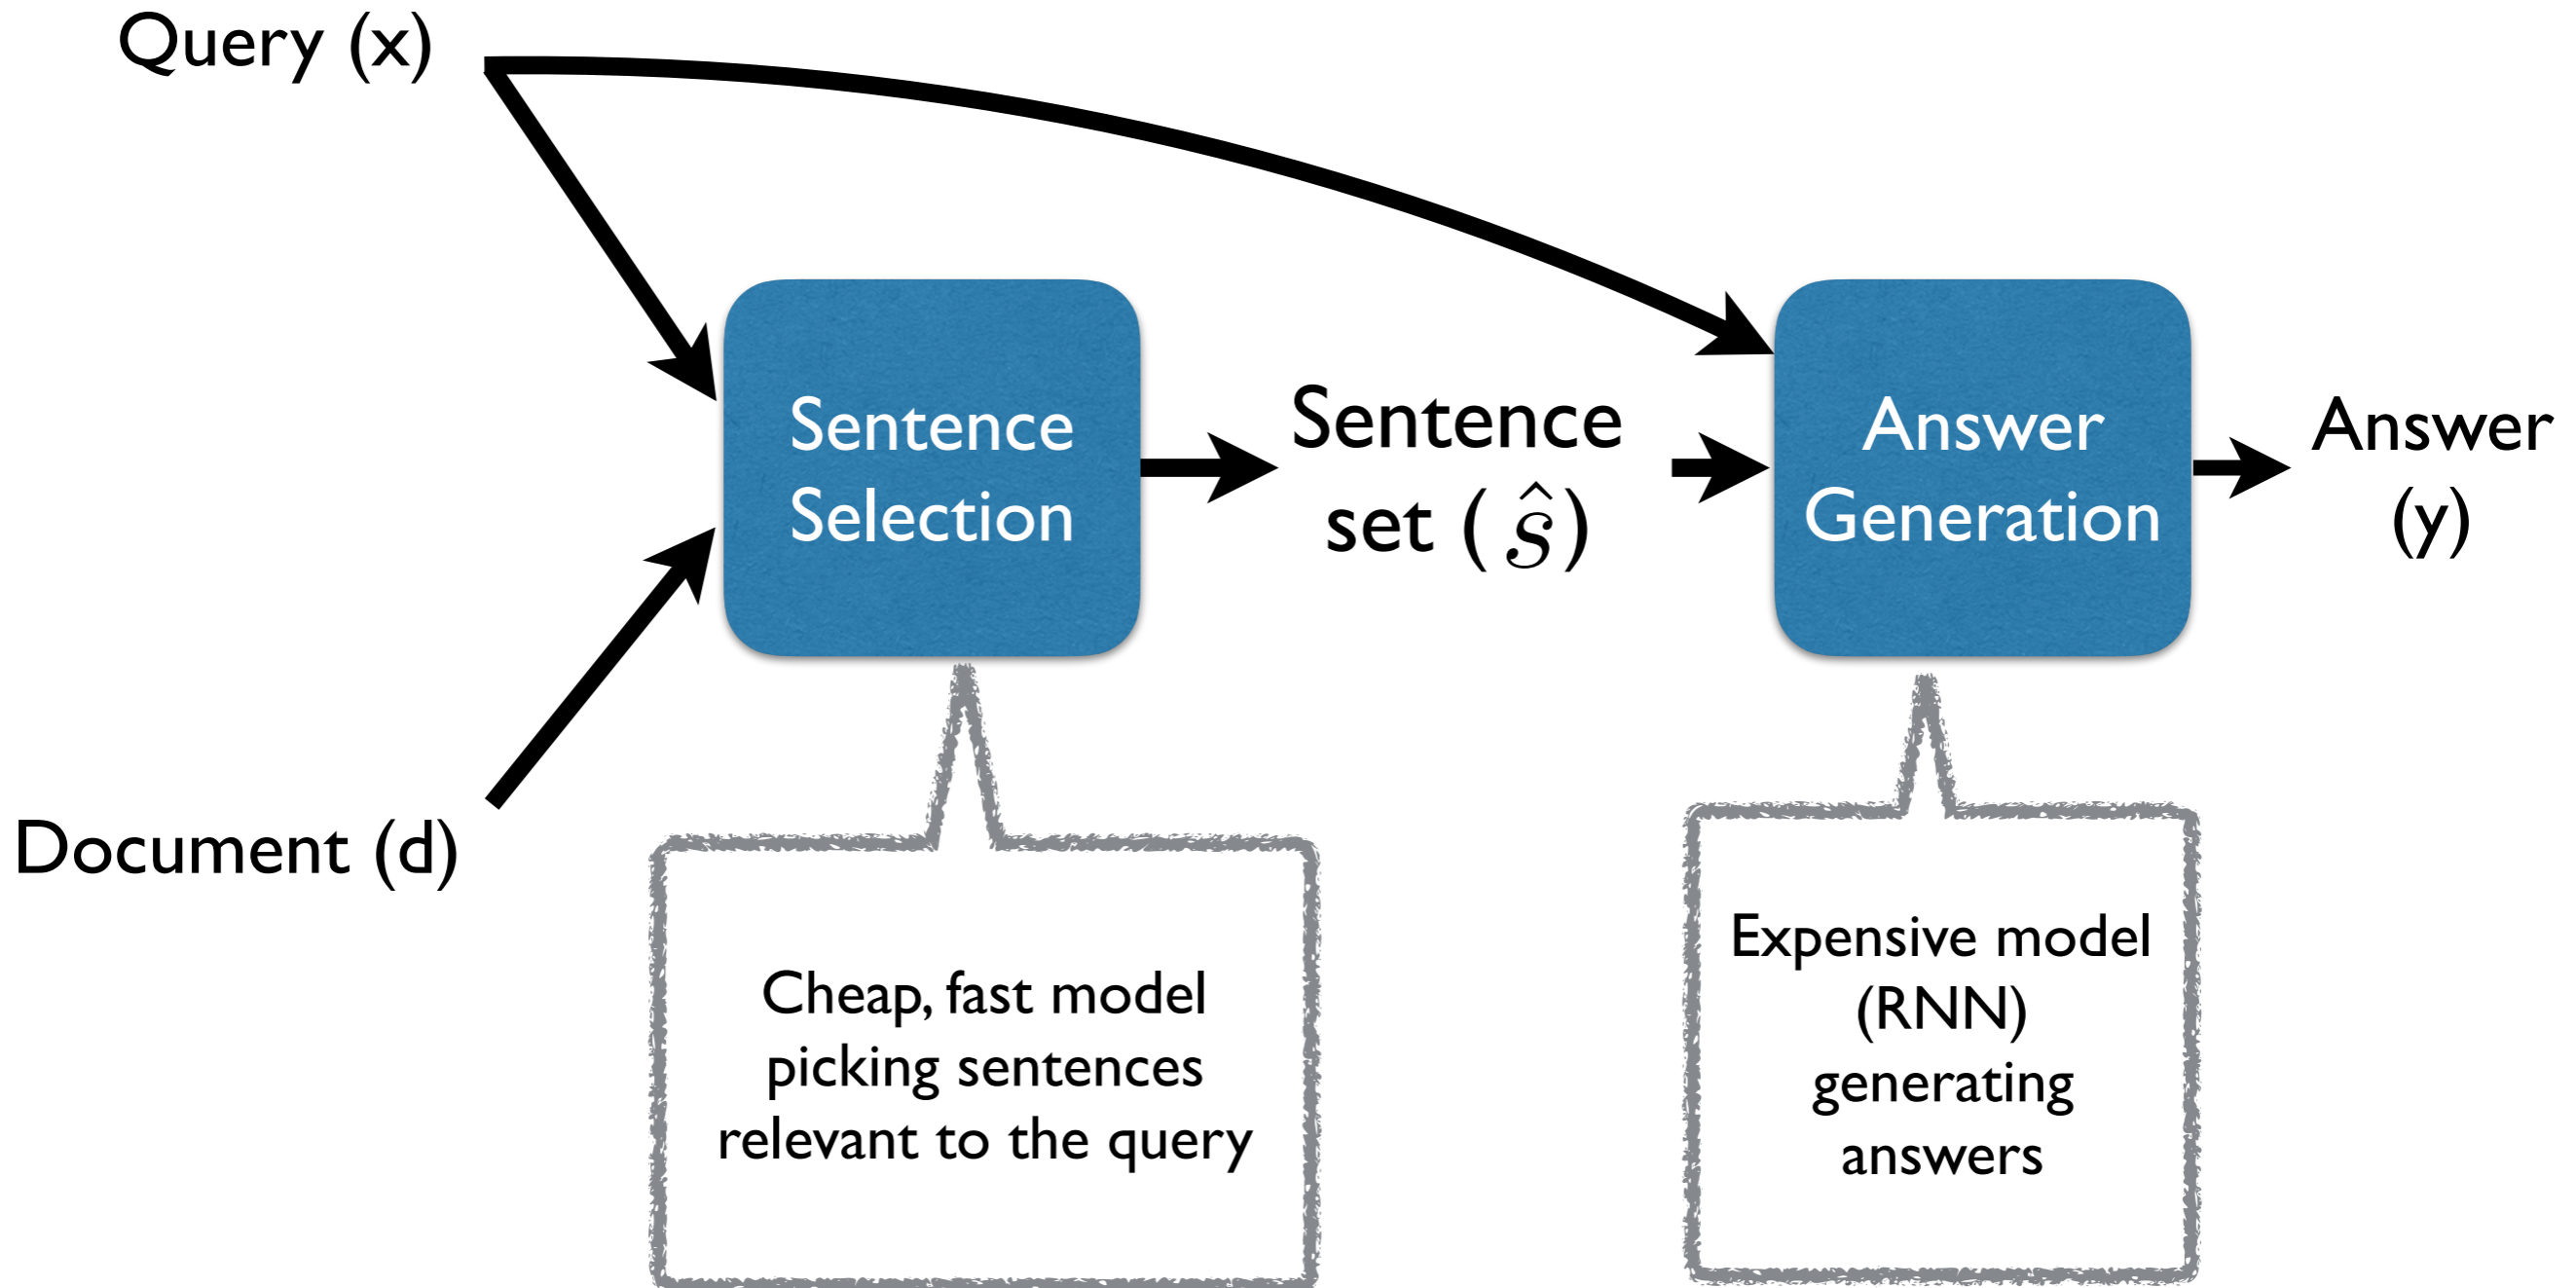 Query (x)
Sentence
Selection
Sentence
set ( ŝ )
Answer
Generation
Answer
(y)
Document (d)
Cheap, fast model
picking sentences
relevant to the query
Expensive model
(RNN)
generating
answers